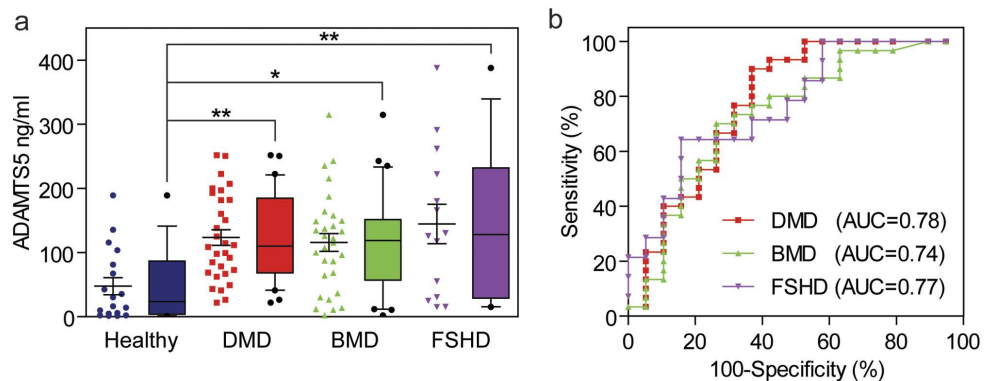 a
ADAMTS5 ng/ml
400
300
200
100
0
**
*
**
Healthy DMD BMD FSHD
b
Sensitivity (%)
100
80
60
40
20
0
DMD (AUC=0.78)
BMD (AUC=0.74)
FSHD (AUC=0.77)
0 20 40 60 80 100
100-Specificity (%)